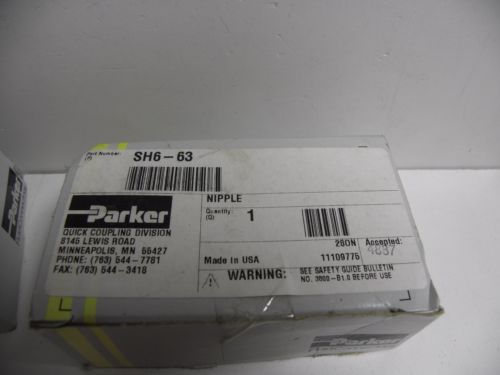 Part Number:
(P)
SH6-63
NIPPLE
Parker
Quantity:
(Q)
1
QUICK COUPLING DIVISION
8145 LEWIS ROAD
MINNEAPOLIS, MN 55427
PHONE: (763) 544-7781
FAX: (763) 544-3418
260N
Accepted:
4637
Made In USA
11109775
WARNING:
SEE SAFETY GUIDE BULLETIN
NO. 3800-B1.0 BEFORE USE
Parker